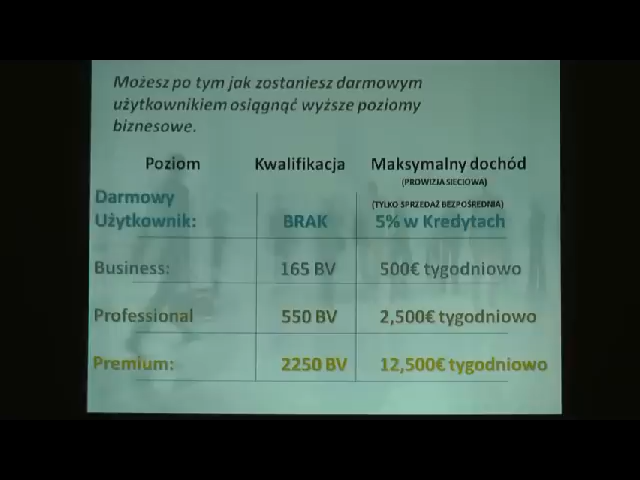 Możesz po tym jak zostaniesz darmowym
użytkownikiem osiągnąć wyższe poziomy
biznesowe.
Poziom Kwalifikacja Maksymalny dochód
(PROWIZJA SIECIOWA)
Darmowy (TYLKO SPRZEDAŻ BEZPOŚREDNIA)
Użytkownik: BRAK 5% w Kredytach
Business: 165 BV 500€ tygodniowo
Professional 550 BV 2,500€ tygodniowo
Premium: 2250 BV 12,500€ tygodniowo